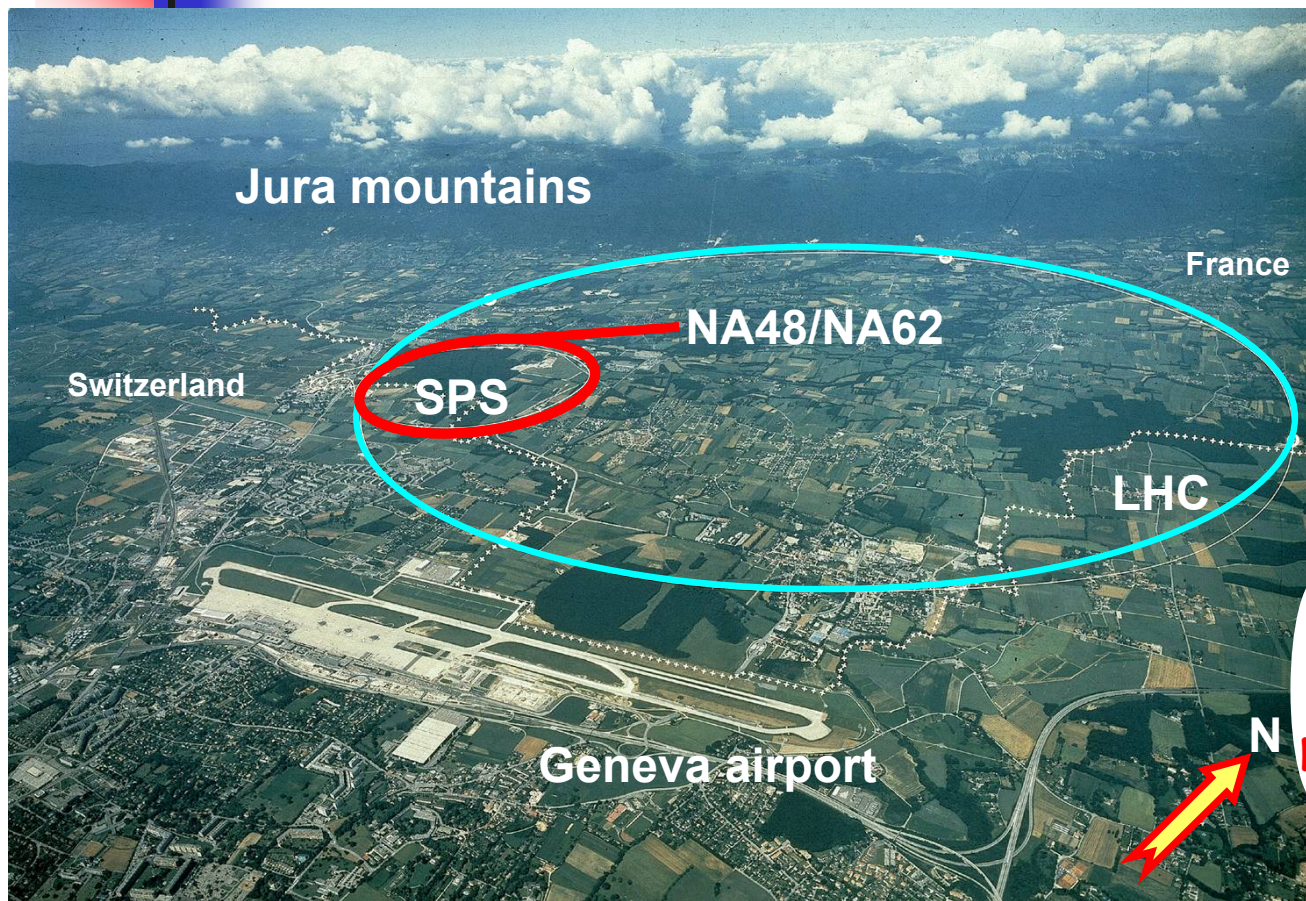 Jura mountains
France
NA48/NA62
Switzerland
SPS
LHC
N
Geneva airport